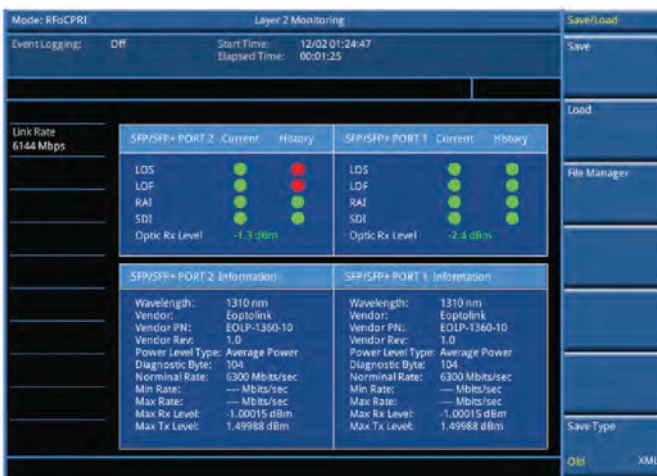 Mode: RFoCPRI
Layer 2 Monitoring
Save/Load
Event Logging: Off
Start Time: 12/02 01:24:47
Elapsed Time: 00:01:25
Save
Load
File Manager
Link Rate
6144 Mbps
SFP/SFP+ PORT 2 Current History
LOS
LOF
RAI
SDI
Optic Rx Level -1.3 dBm
SFP/SFP+ PORT 1 Current History
LOS
LOF
RAI
SDI
Optic Rx Level -2.4 dBm
SFP/SFP+ PORT 2 Information
Wavelength: 1310 nm
Vendor: Eoptolink
Vendor PN: EOLP-1360-10
Vendor Rev: 1.0
Power Level Type: Average Power
Diagnostic Byte: 104
Norminal Rate: 6300 Mbits/sec
Min Rate: --- Mbits/sec
Max Rate: --- Mbits/sec
Max Rx Level: -1.00015 dBm
Max Tx Level: 1.49988 dBm
SFP/SFP+ PORT 1 Information
Wavelength: 1310 nm
Vendor: Eoptolink
Vendor PN: EOLP-1360-10
Vendor Rev: 1.0
Power Level Type: Average Power
Diagnostic Byte: 104
Norminal Rate: 6300 Mbits/sec
Min Rate: --- Mbits/sec
Max Rate: --- Mbits/sec
Max Rx Level: -1.00015 dBm
Max Tx Level: 1.49988 dBm
Save Type
Old XML